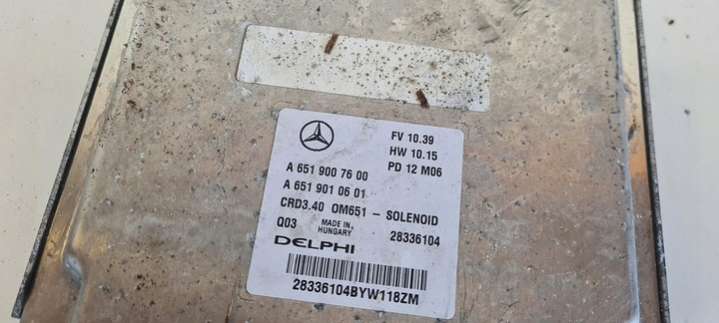 FV 10.39
HW 10.15
A 651 900 76 00 PD 12 M06
A 651 901 06 01
CRD3.40 OM651 - SOLENOID
Q03 MADE IN HUNGARY 28336104
DELPHI
28336104BYW118ZM